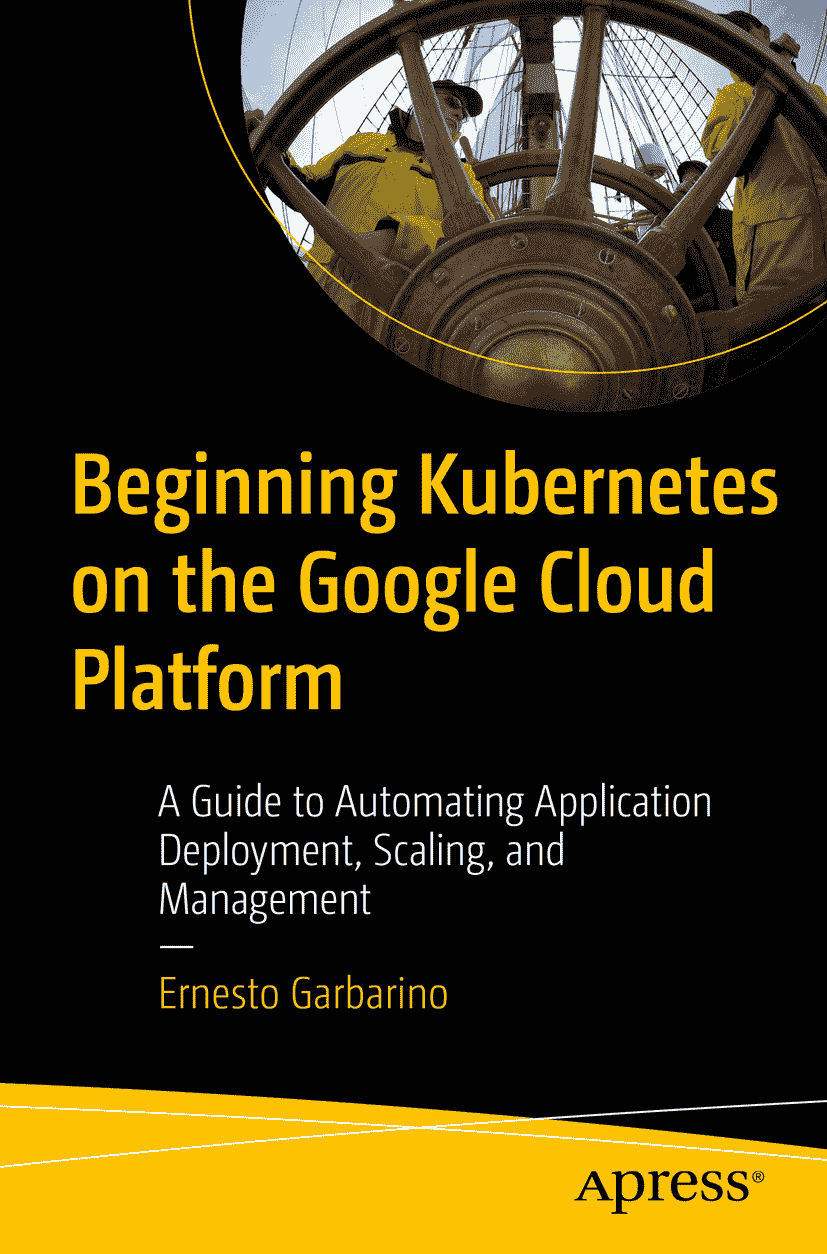 Beginning Kubernetes
on the Google Cloud
Platform
A Guide to Automating Application
Deployment, Scaling, and
Management
—
Ernesto Garbarino
Apress®